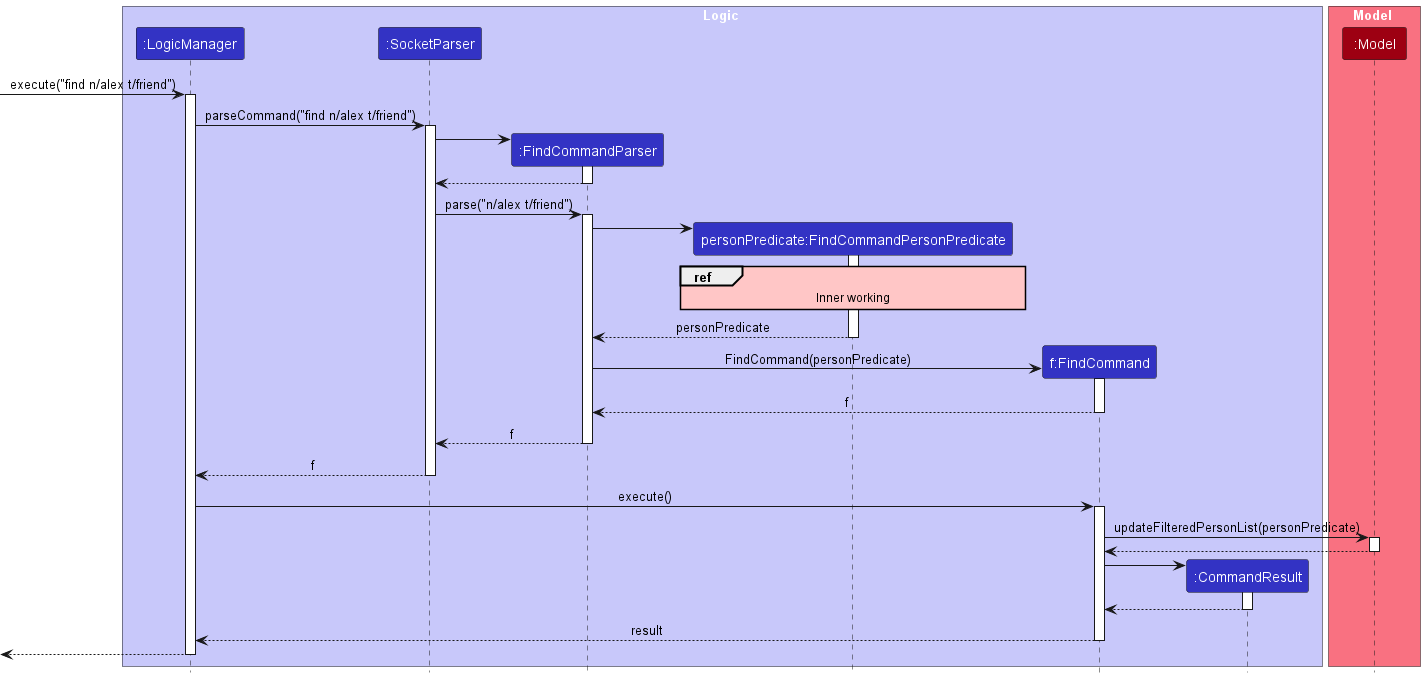 Logic
Model
:LogicManager
:SocketParser
:Model
execute("find n/alex t/friend")
parseCommand("find n/alex t/friend")
:FindCommandParser
parse("n/alex t/friend")
personPredicate:FindCommandPersonPredicate
ref
Inner working
personPredicate
FindCommand(personPredicate)
f:FindCommand
f
f
f
execute()
updateFilteredPersonList(personPredicate)
:CommandResult
result